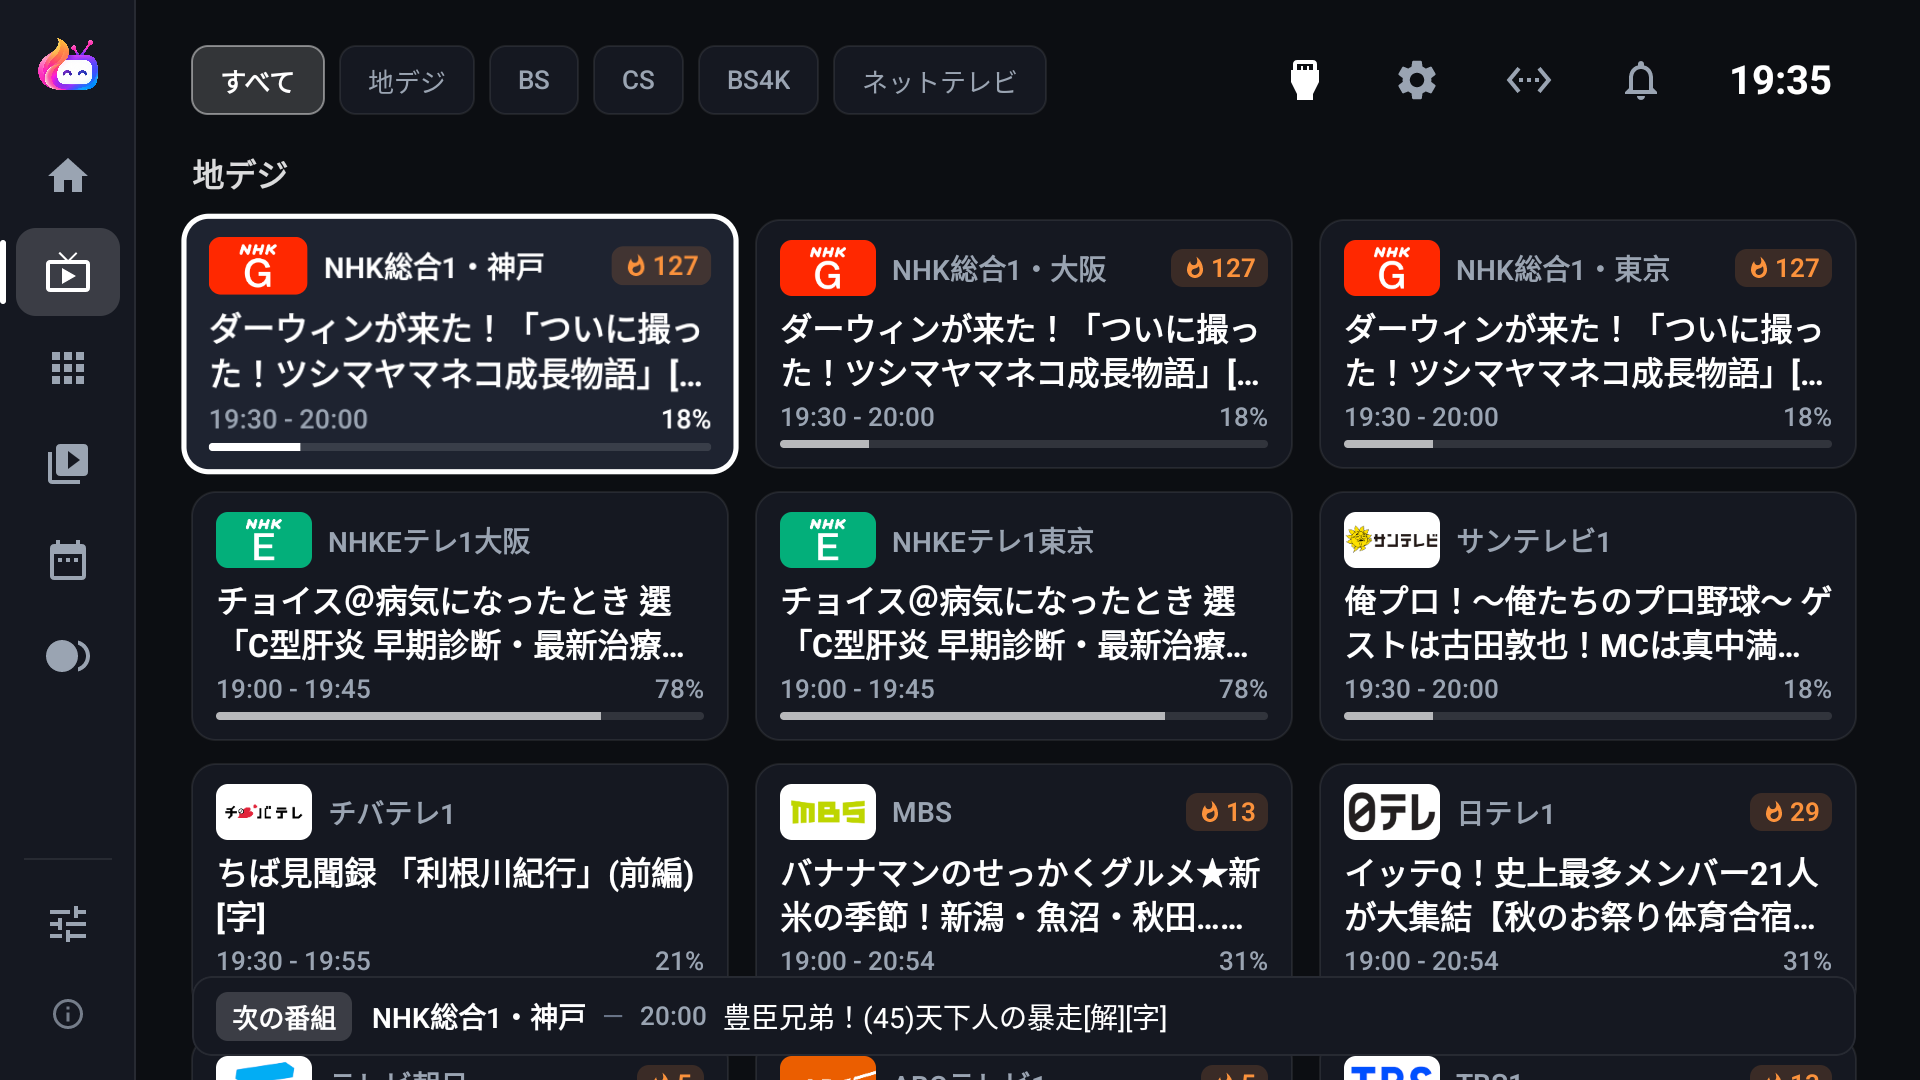 すべて
地デジ
BS
CS
BS4K
ネットテレビ
19:35
地デジ
NHK G
NHK総合1・神戸
127
ダーウィンが来た！「ついに撮っ
た！ツシマヤマネコ成長物語」[...
19:30 - 20:00
18%
NHK G
NHK総合1・大阪
127
ダーウィンが来た！「ついに撮っ
た！ツシマヤマネコ成長物語」[...
19:30 - 20:00
18%
NHK G
NHK総合1・東京
127
ダーウィンが来た！「ついに撮っ
た！ツシマヤマネコ成長物語」[...
19:30 - 20:00
18%
NHK E
NHKEテレ1大阪
チョイス＠病気になったとき 選
「C型肝炎 早期診断・最新治療...
19:00 - 19:45
78%
NHK E
NHKEテレ1東京
チョイス＠病気になったとき 選
「C型肝炎 早期診断・最新治療...
19:00 - 19:45
78%
サンテレビ
サンテレビ1
俺プロ！〜俺たちのプロ野球〜 ゲ
ストは古田敦也！MCは真中満...
19:30 - 20:00
18%
チバテレ
チバテレ1
ちば見聞録 「利根川紀行」(前編)
[字]
19:30 - 19:55
21%
MBS
MBS
13
バナナマンのせっかくグルメ★新
米の季節！新潟・魚沼・秋田......
19:00 - 20:54
31%
日テレ
日テレ1
29
イッテQ！史上最多メンバー21人
が大集結【秋のお祭り体育合宿...
19:00 - 20:54
31%
次の番組
NHK総合1・神戸 — 20:00 豊臣兄弟！(45)天下人の暴走[解][字]
テレビ朝日
5
ABCテレビ1
5
TBS
TBS1
13